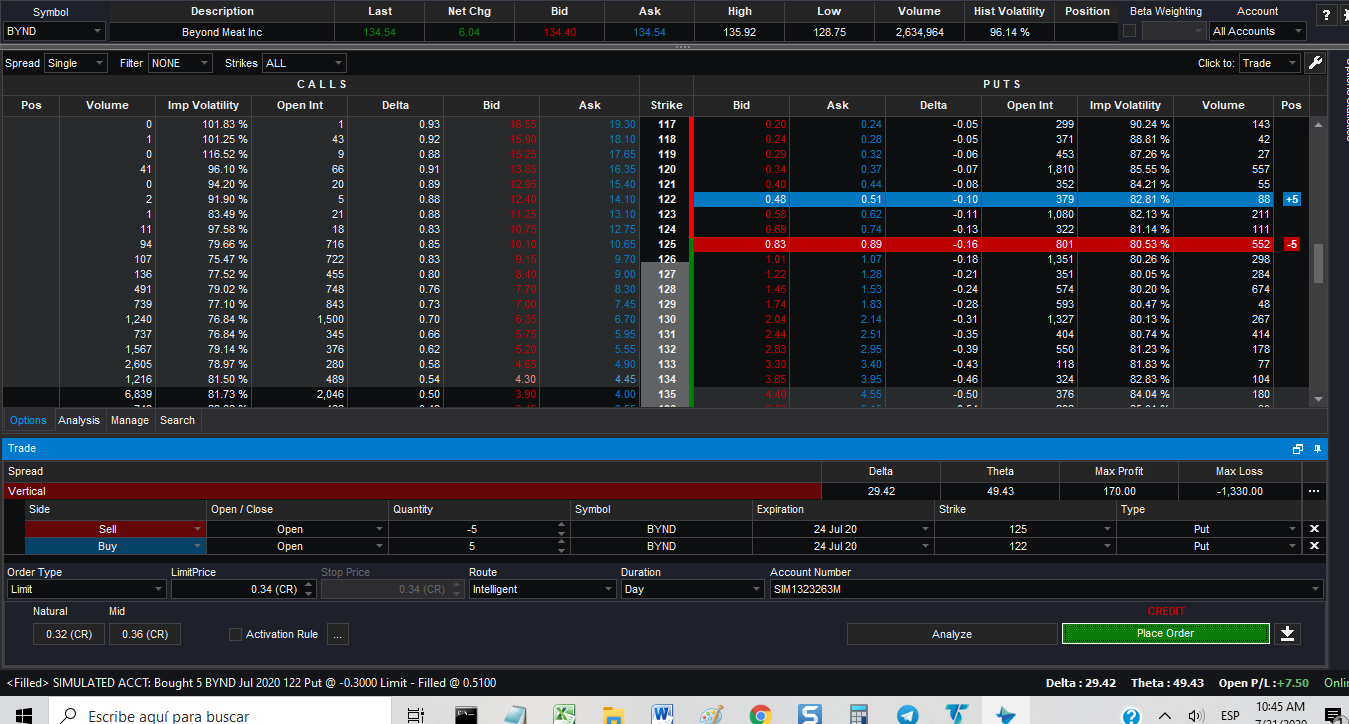 Symbol Description Last Net Chg Bid Ask High Low Volume Hist Volatility Position Beta Weighting Account ?
BYND Beyond Meat Inc 134.54 6.04 134.40 134.54 135.92 128.75 2,634,964 96.14 % All Accounts
Spread Single Filter NONE Strikes ALL Click to: Trade
CALLS PUTS
Pos Volume Imp Volatility Open Int Delta Bid Ask Strike Bid Ask Delta Open Int Imp Volatility Volume Pos
0 101.83 % 1 0.93 16.55 19.30 117 0.20 0.24 -0.05 299 90.24 % 143
1 101.25 % 43 0.92 15.90 18.10 118 0.24 0.28 -0.05 371 88.81 % 42
0 116.52 % 9 0.88 15.25 17.65 119 0.29 0.32 -0.06 453 87.26 % 27
41 96.10 % 66 0.91 13.85 16.35 120 0.34 0.37 -0.07 1,810 85.55 % 557
0 94.20 % 20 0.89 12.95 15.40 121 0.40 0.44 -0.08 352 84.21 % 55
2 91.90 % 5 0.88 12.40 14.10 122 0.48 0.51 -0.10 379 82.81 % 88 +5
1 83.49 % 21 0.88 11.25 13.10 123 0.58 0.62 -0.11 1,080 82.13 % 211
11 97.58 % 18 0.83 10.75 12.75 124 0.69 0.74 -0.13 322 81.14 % 111
94 79.66 % 716 0.85 10.10 10.65 125 0.83 0.89 -0.16 801 80.53 % 552 -5
107 75.47 % 722 0.83 9.15 9.70 126 1.01 1.07 -0.18 1,351 80.26 % 298
136 77.52 % 455 0.80 8.40 9.00 127 1.22 1.28 -0.21 351 80.05 % 284
491 79.02 % 748 0.76 7.70 8.30 128 1.45 1.53 -0.24 574 80.20 % 674
739 77.10 % 843 0.73 7.00 7.45 129 1.74 1.83 -0.28 593 80.47 % 48
1,240 76.84 % 1,500 0.70 6.35 6.70 130 2.04 2.14 -0.31 1,327 80.13 % 267
737 76.84 % 345 0.66 5.75 5.95 131 2.44 2.51 -0.35 404 80.74 % 414
1,567 79.14 % 376 0.62 5.20 5.55 132 2.83 2.95 -0.39 550 81.23 % 178
2,605 78.97 % 280 0.58 4.65 4.90 133 3.30 3.40 -0.43 118 81.83 % 77
1,216 81.50 % 489 0.54 4.30 4.45 134 3.85 3.95 -0.46 324 82.83 % 104
6,839 81.73 % 2,046 0.50 3.90 4.00 135 4.40 4.55 -0.50 376 84.04 % 180
Options Analysis Manage Search
Trade
Spread Delta Theta Max Profit Max Loss
Vertical 29.42 49.43 170.00 -1,330.00 ...
Side Open / Close Quantity Symbol Expiration Strike Type
Sell Open -5 BYND 24 Jul 20 125 Put X
Buy Open 5 BYND 24 Jul 20 122 Put X
Order Type LimitPrice Stop Price Route Duration Account Number
Limit 0.34 (CR) 0.34 (CR) Intelligent Day SIM1323263M
Natural Mid CREDIT
0.32 (CR) 0.36 (CR) Activation Rule ... Analyze Place Order
<Filled> SIMULATED ACCT: Bought 5 BYND Jul 2020 122 Put @ -0.3000 Limit - Filled @ 0.5100 Delta : 29.42 Theta : 49.43 Open P/L :+7.50 Onli
Escribe aquí para buscar ESP 10:45 AM